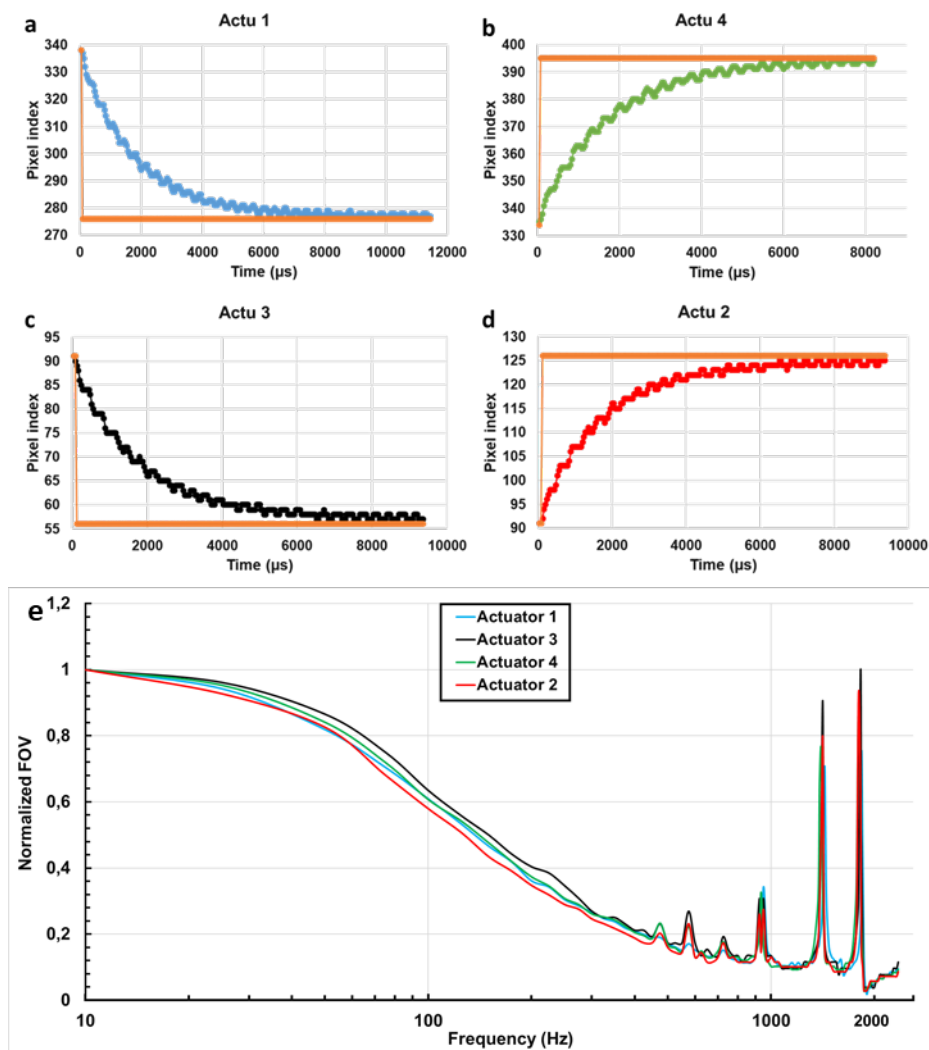 a
Actu 1
Pixel index
340
330
320
310
300
290
280
270
0 2000 4000 6000 8000 10000 12000
Time (µs)
b
Actu 4
Pixel index
400
390
380
370
360
350
340
330
0 2000 4000 6000 8000
Time (µs)
c
Actu 3
Pixel index
95
90
85
80
75
70
65
60
55
0 2000 4000 6000 8000 10000
Time (µs)
d
Actu 2
Pixel index
130
125
120
115
110
105
100
95
90
0 2000 4000 6000 8000 10000
Time (µs)
e
Normalized FOV
1,2
1
0,8
0,6
0,4
0,2
0
Actuator 1
Actuator 3
Actuator 4
Actuator 2
10 100 1000 2000
Frequency (Hz)